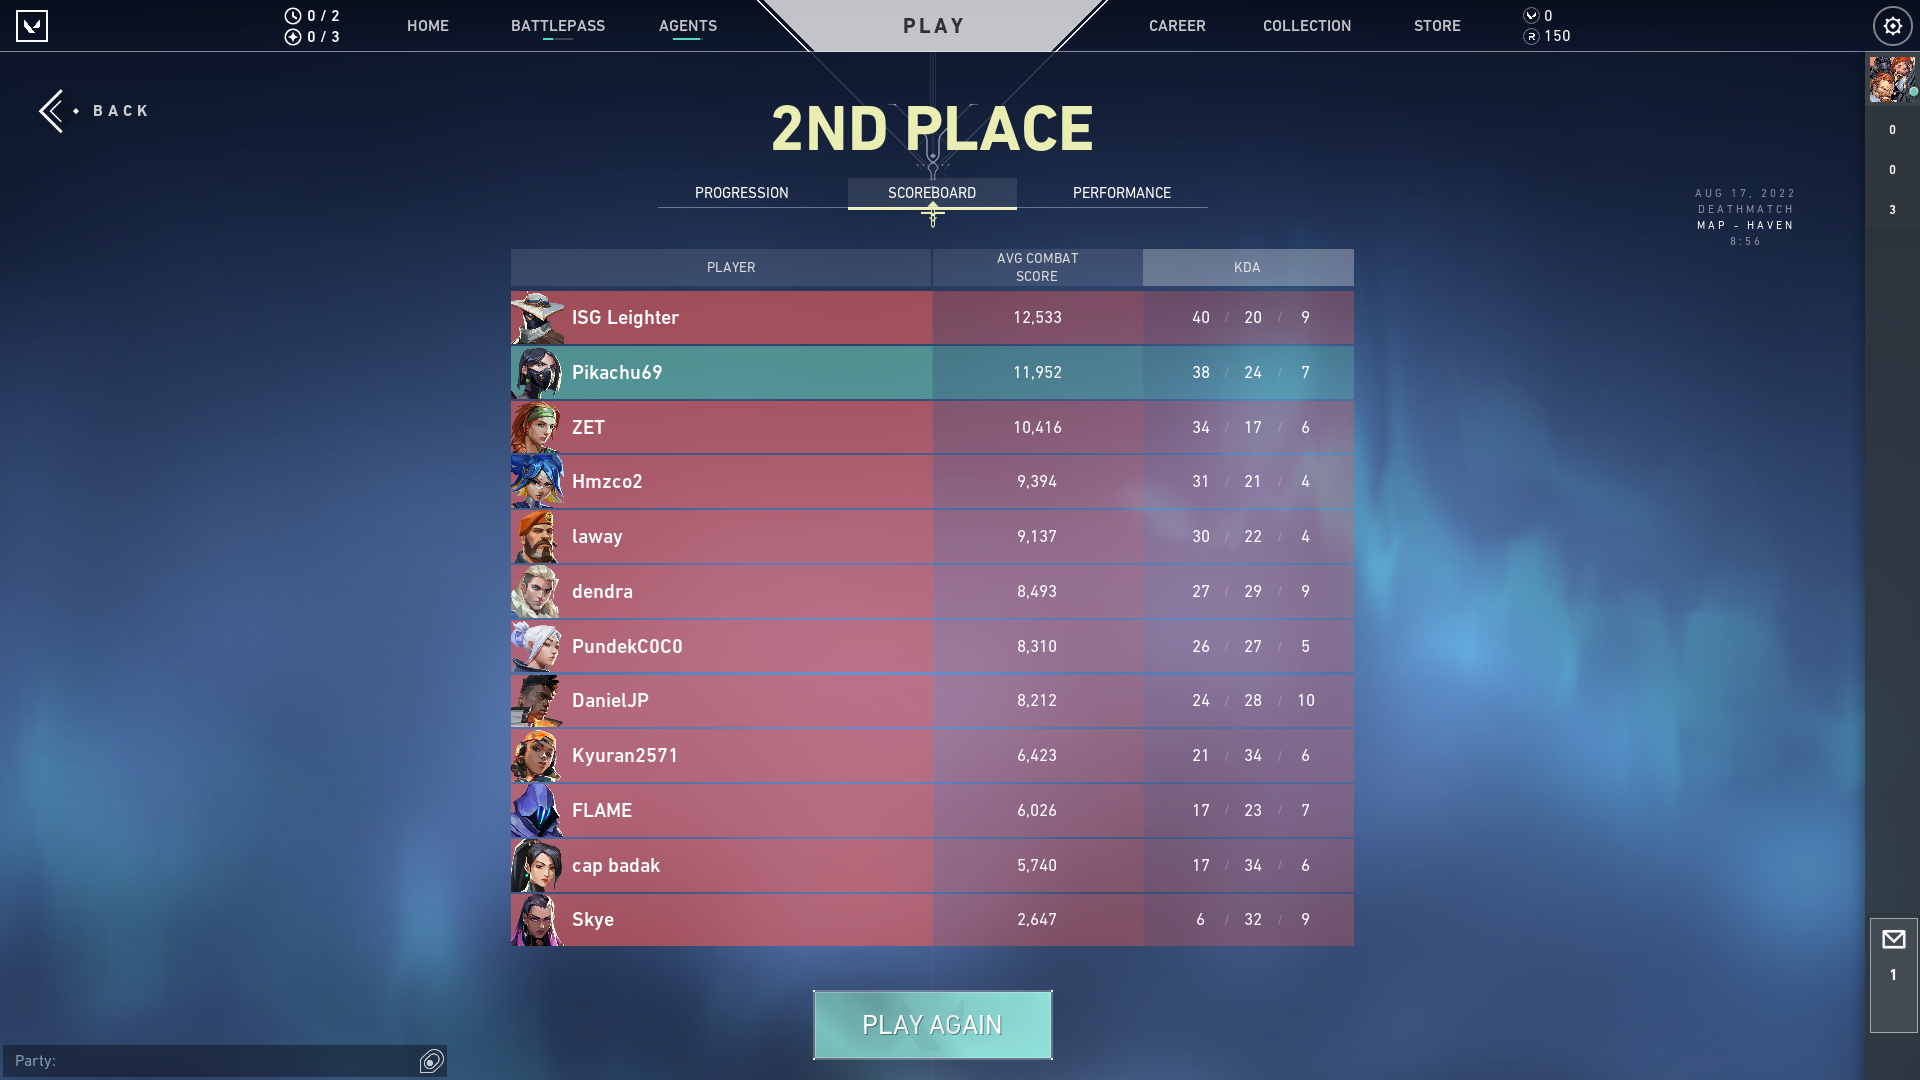 0 / 2
0 / 3
HOME
BATTLEPASS
AGENTS
PLAY
CAREER
COLLECTION
STORE
0
150
BACK
2ND PLACE
PROGRESSION
SCOREBOARD
PERFORMANCE
AUG 17, 2022
DEATHMATCH
MAP - HAVEN
8:56
0
0
3
PLAYER
AVG COMBAT
SCORE
KDA
ISG Leighter 12,533 40 / 20 / 9
Pikachu69 11,952 38 / 24 / 7
ZET 10,416 34 / 17 / 6
Hmzco2 9,394 31 / 21 / 4
laway 9,137 30 / 22 / 4
dendra 8,493 27 / 29 / 9
PundekC0C0 8,310 26 / 27 / 5
DanielJP 8,212 24 / 28 / 10
Kyuran2571 6,423 21 / 34 / 6
FLAME 6,026 17 / 23 / 7
cap badak 5,740 17 / 34 / 6
Skye 2,647 6 / 32 / 9
1
PLAY AGAIN
Party: